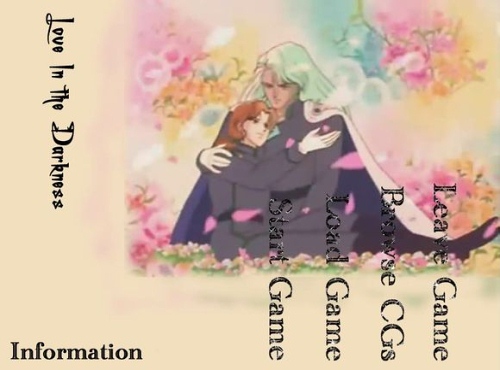 Love In the Darkness
Start Game
Load Game
Browse CGs
Leave Game
Information